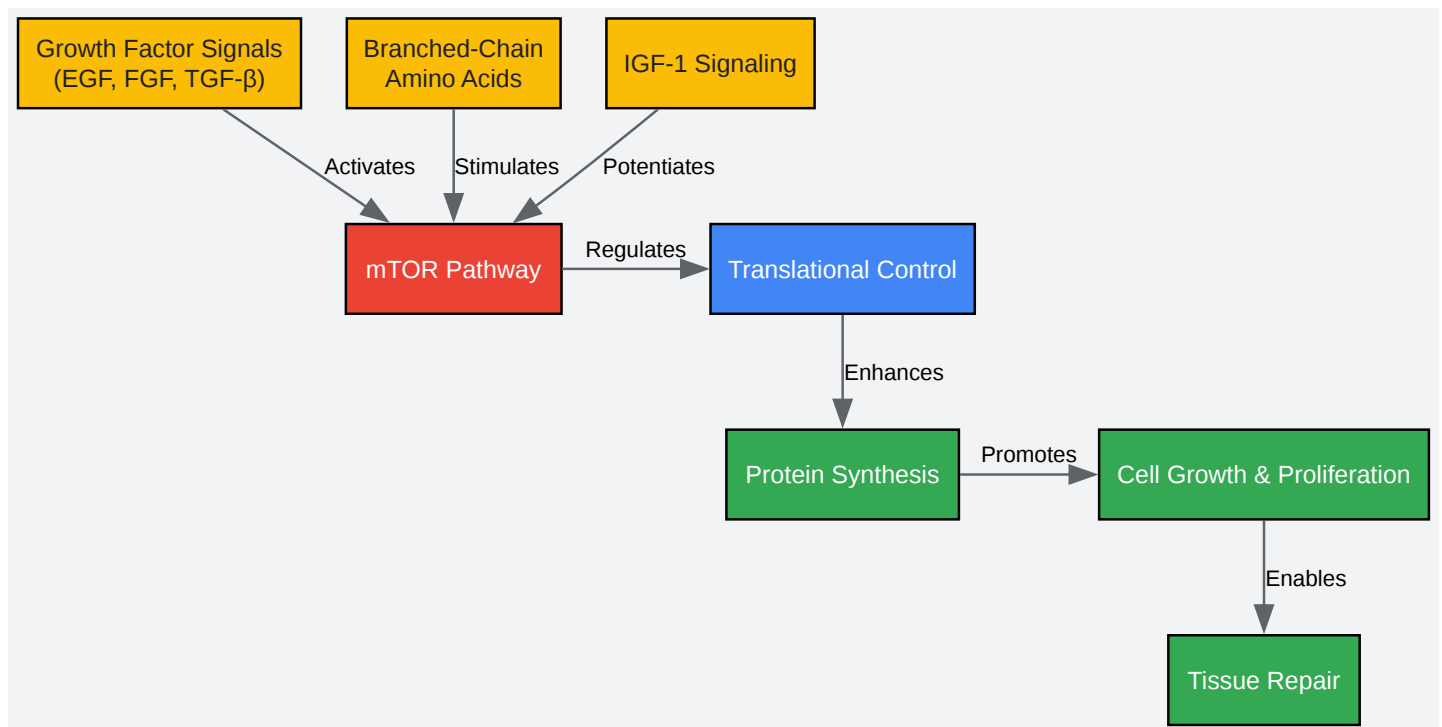 Growth Factor Signals
(EGF, FGF, TGF-β)
Branched-Chain
Amino Acids
IGF-1 Signaling
Activates
Stimulates
Potentiates
mTOR Pathway
Regulates
Translational Control
Enhances
Protein Synthesis
Promotes
Cell Growth & Proliferation
Enables
Tissue Repair